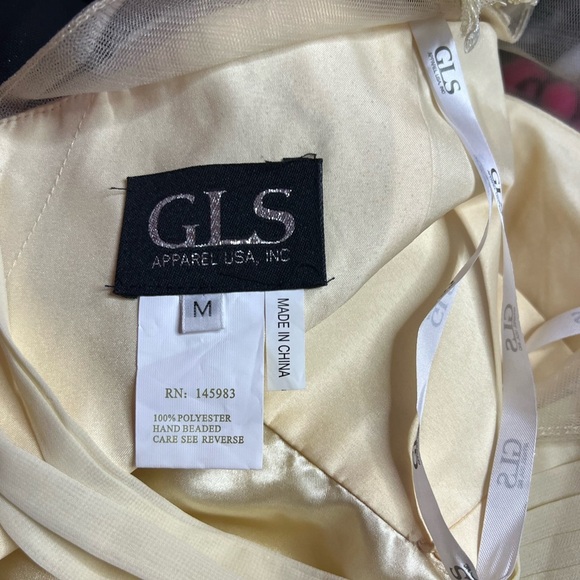 GLS
APPAREL USA, INC
M
MADE IN CHINA
RN: 145983
100% POLYESTER
HAND BEADED
CARE SEE REVERSE
GLS
GLS
GLS
GLS
GLS